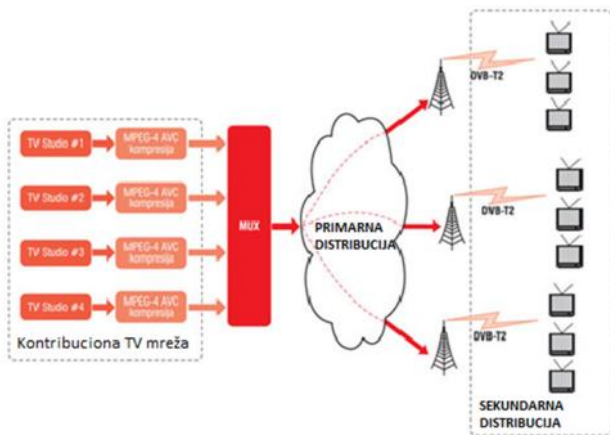 TV Studio #1
MPEG-4 AVC
kompresija
TV Studio #2
MPEG-4 AVC
kompresija
TV Studio #3
MPEG-4 AVC
kompresija
TV Studio #4
MPEG-4 AVC
kompresija
Kontribuciona TV mreža
MUX
PRIMARNA
DISTRIBUCIJA
DVB-T2
DVB-T2
DVB-T2
SEKUNDARNA
DISTRIBUCIJA